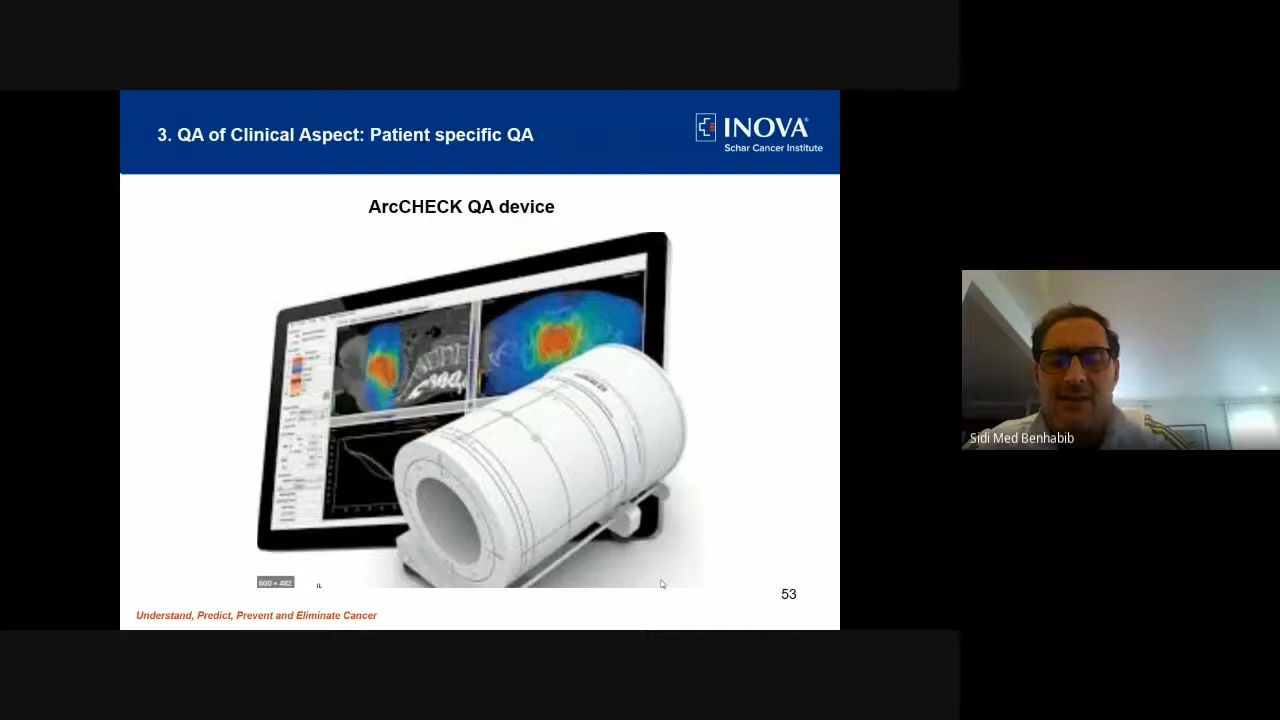 3. QA of Clinical Aspect: Patient specific QA
INOVA
Schar Cancer Institute
ArcCHECK QA device
600 × 482
53
Understand, Predict, Prevent and Eliminate Cancer
Sidi Med Benhabib